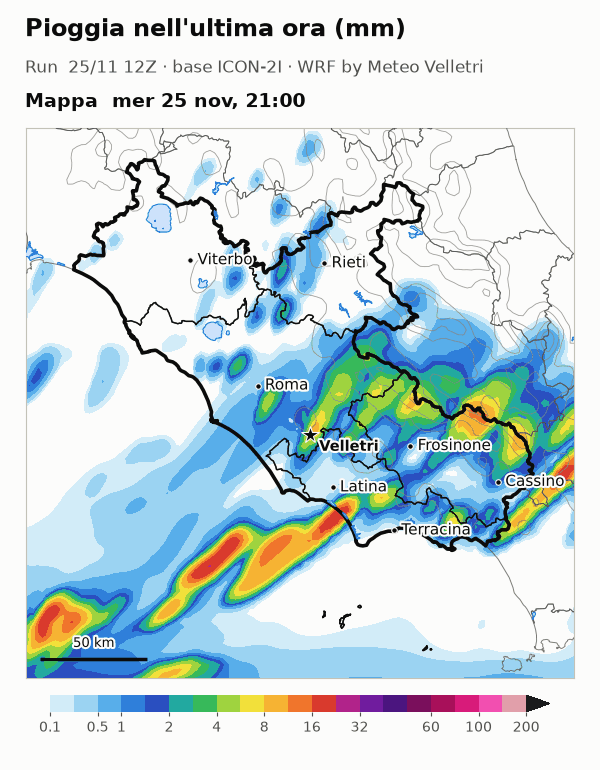 Pioggia nell'ultima ora (mm)
Run  25/11 12Z · base ICON-2I · WRF by Meteo Velletri
Mappa  mer 25 nov, 21:00
Viterbo
Rieti
Roma
Velletri
Frosinone
Latina
Cassino
Terracina
50 km
0.1 0.5 1 2 4 8 16 32 60 100 200